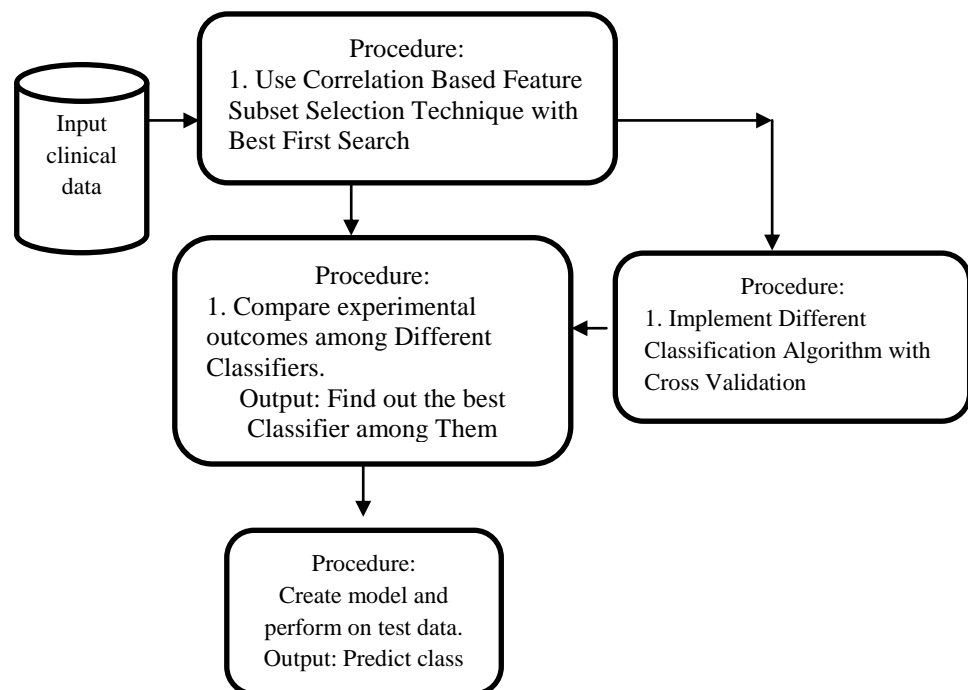 Input
clinical
data
Procedure:
1. Use Correlation Based Feature
Subset Selection Technique with
Best First Search
Procedure:
1. Compare experimental
outcomes among Different
Classifiers.
Output: Find out the best
Classifier among Them
Procedure:
1. Implement Different
Classification Algorithm with
Cross Validation
Procedure:
Create model and
perform on test data.
Output: Predict class